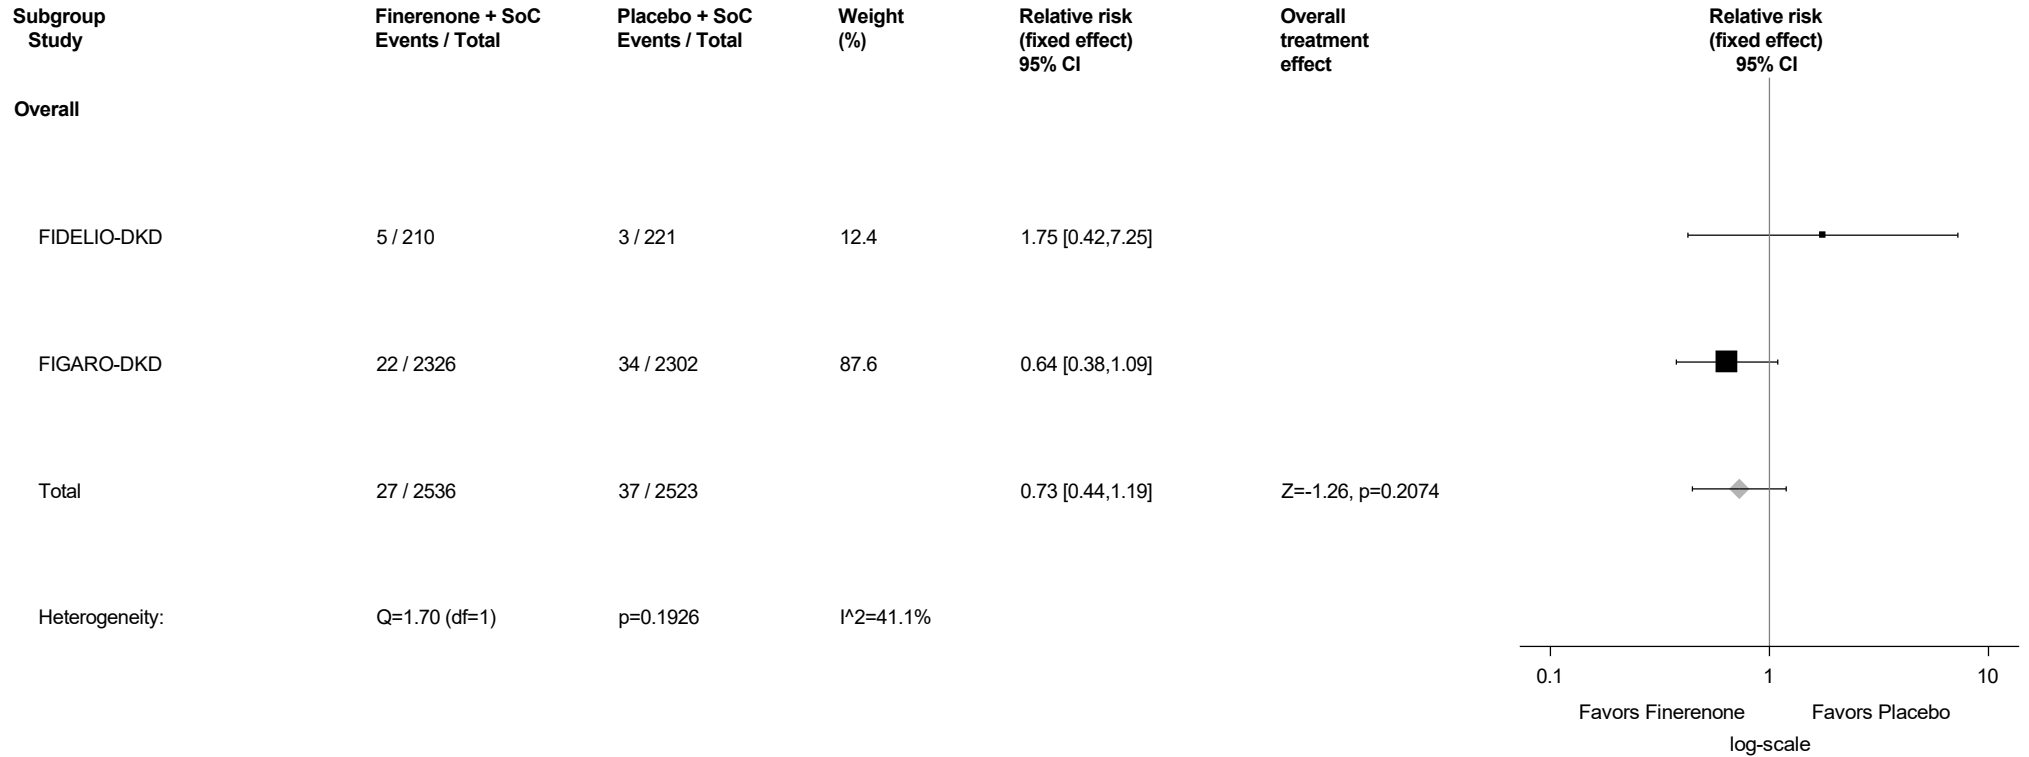 Subgroup Finerenone + SoC Placebo + SoC Weight Relative risk Overall Relative risk
Study Events / Total Events / Total (%) (fixed effect) treatment (fixed effect)
95% CI effect 95% CI
Overall
FIDELIO-DKD 5 / 210 3 / 221 12.4 1.75 [0.42,7.25]
FIGARO-DKD 22 / 2326 34 / 2302 87.6 0.64 [0.38,1.09]
Total 27 / 2536 37 / 2523 0.73 [0.44,1.19] Z=-1.26, p=0.2074
Heterogeneity: Q=1.70 (df=1) p=0.1926 I^2=41.1%
0.1 1 10
Favors Finerenone Favors Placebo
log-scale